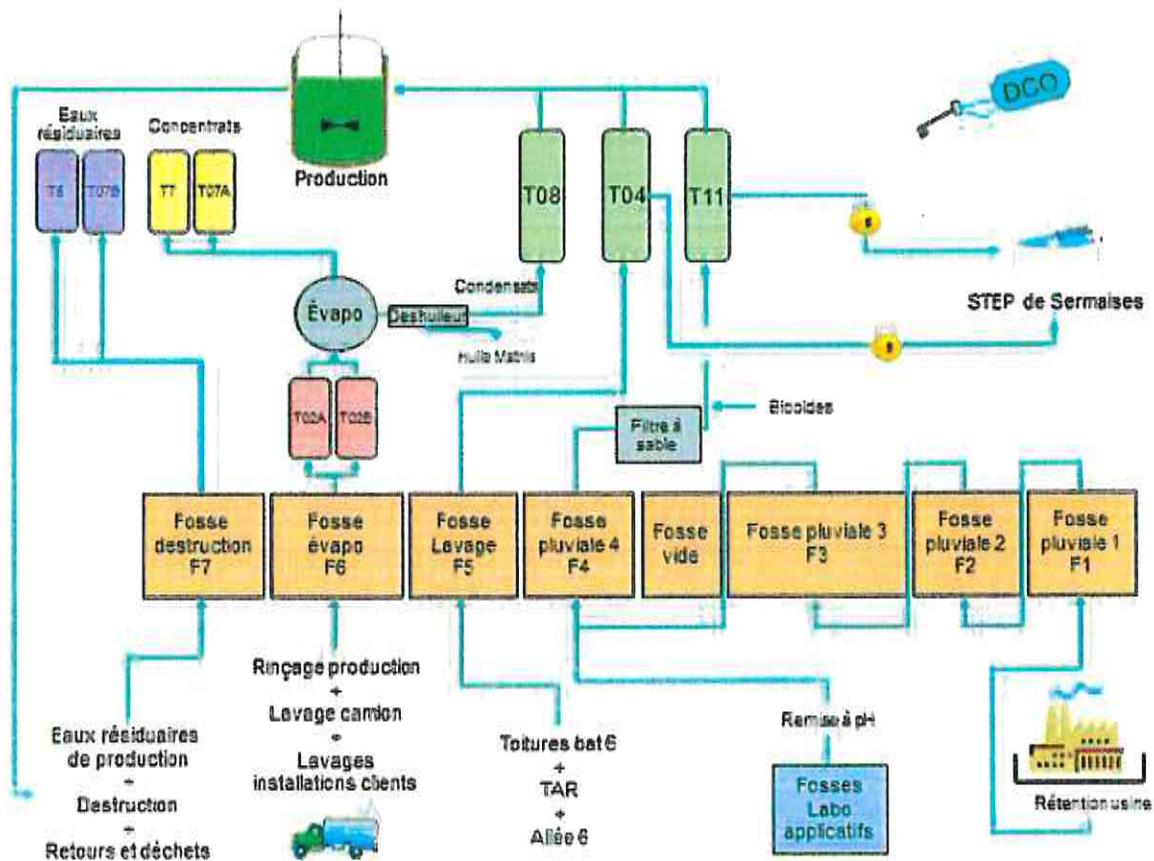 DCO
Eaux
résiduaires
Concentrats
T6
T07B
T7
T07A
Production
T08
T04
T11
Évapo
Deshuileur
Condensats
Huile Mathis
STEP de Sermaises
T02A
T02B
Filtre à
sable
Biocides
Fosse
destruction
F7
Fosse
évapo
F6
Fosse
Lavage
F5
Fosse
pluviale 4
F4
Fosse
vide
Fosse pluviale 3
F3
Fosse
pluviale 2
F2
Fosse
pluviale 1
F1
Eaux résiduaires
de production
+
Destruction
+
Retours et déchets
Rinçage production
+
Lavage camion
+
Lavages
installations clients
Toitures bat 6
+
TAR
+
Allée 6
Remise à pH
Fosses
Labo
applicatifs
Rétention usine